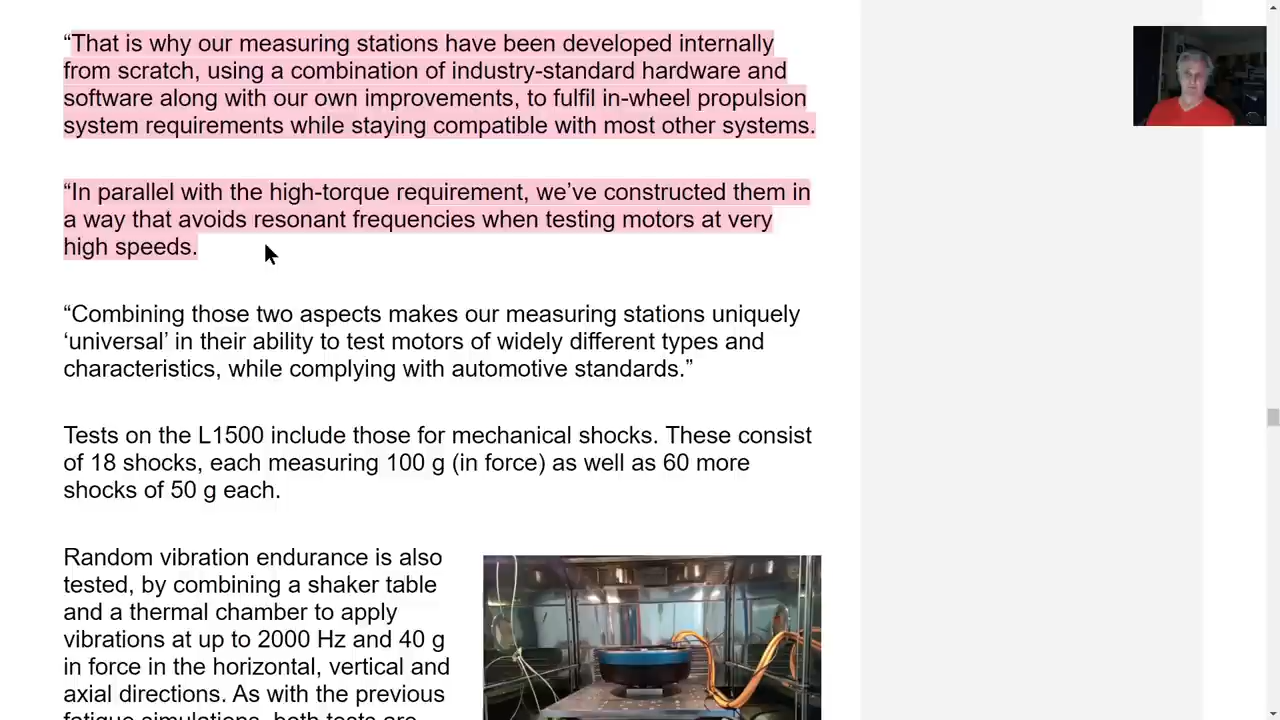 “That is why our measuring stations have been developed internally
from scratch, using a combination of industry-standard hardware and
software along with our own improvements, to fulfil in-wheel propulsion
system requirements while staying compatible with most other systems.
“In parallel with the high-torque requirement, we’ve constructed them in
a way that avoids resonant frequencies when testing motors at very
high speeds.
“Combining those two aspects makes our measuring stations uniquely
‘universal’ in their ability to test motors of widely different types and
characteristics, while complying with automotive standards.”
Tests on the L1500 include those for mechanical shocks. These consist
of 18 shocks, each measuring 100 g (in force) as well as 60 more
shocks of 50 g each.
Random vibration endurance is also
tested, by combining a shaker table
and a thermal chamber to apply
vibrations at up to 2000 Hz and 40 g
in force in the horizontal, vertical and
axial directions. As with the previous
fatigue simulations, both tests are